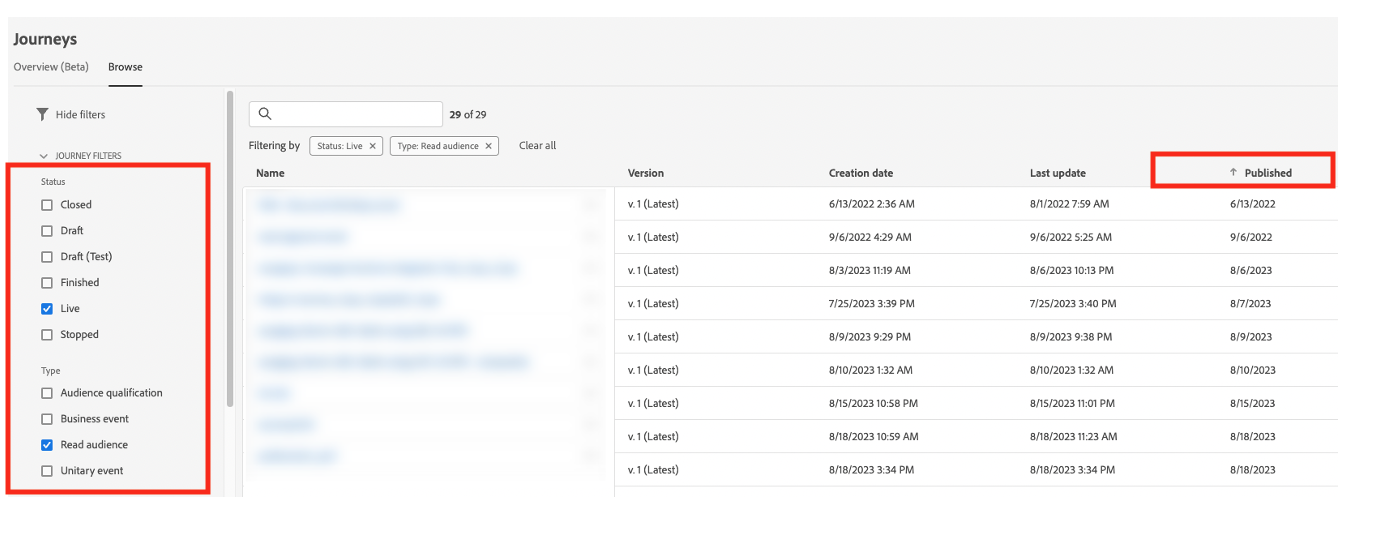 Journeys
Overview (Beta) Browse
Hide filters
29 of 29
Filtering by Status: Live Type: Read audience Clear all
JOURNEY FILTERS
Status
Closed
Draft
Draft (Test)
Finished
Live
Stopped
Type
Audience qualification
Business event
Read audience
Unitary event
Name Version Creation date Last update Published
v. 1 (Latest) 6/13/2022 2:36 AM 8/1/2022 7:59 AM 6/13/2022
v. 1 (Latest) 9/6/2022 4:29 AM 9/6/2022 5:25 AM 9/6/2022
v. 1 (Latest) 8/3/2023 11:19 AM 8/6/2023 10:13 PM 8/6/2023
v. 1 (Latest) 7/25/2023 3:39 PM 7/25/2023 3:40 PM 8/7/2023
v. 1 (Latest) 8/9/2023 9:29 PM 8/9/2023 9:38 PM 8/9/2023
v. 1 (Latest) 8/10/2023 1:32 AM 8/10/2023 1:32 AM 8/10/2023
v. 1 (Latest) 8/15/2023 10:58 PM 8/15/2023 11:01 PM 8/15/2023
v. 1 (Latest) 8/18/2023 10:59 AM 8/18/2023 11:23 AM 8/18/2023
v. 1 (Latest) 8/18/2023 3:34 PM 8/18/2023 3:34 PM 8/18/2023